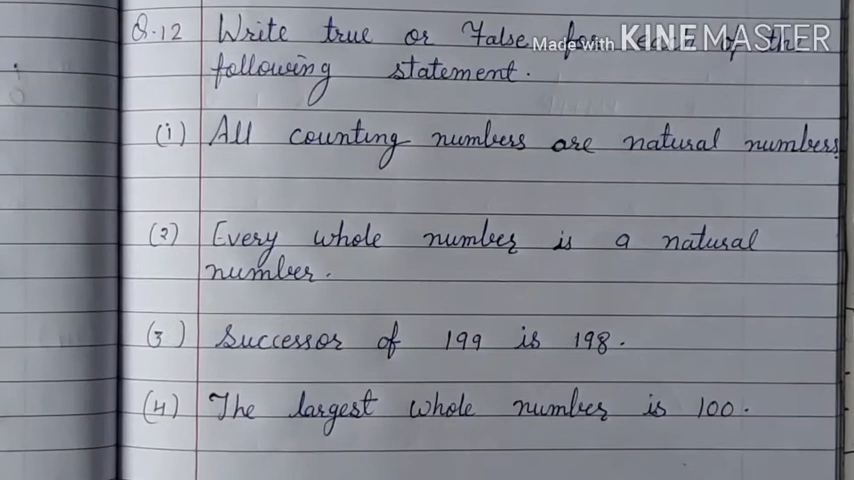 Q.12 Write true or False for of th
Made with KINEMASTER
following statement.
(1) All counting numbers are natural numbers
(2) Every whole number is a natural
number.
(3) Successor of 199 is 198.
(4) The largest whole number is 100.